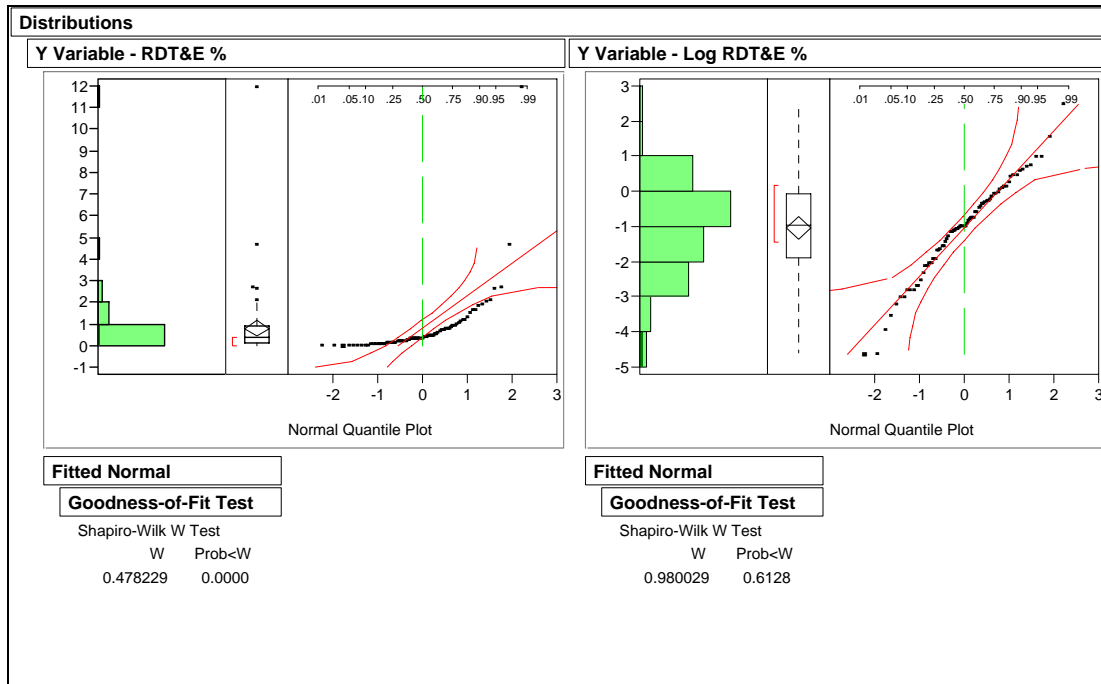 Distributions
Y Variable - RDT&E %
12
11
10
9
8
7
6
5
4
3
2
1
0
-1
.01 .05 .10 .25 .50 .75 .90 .95 .99
-2 -1 0 1 2 3
Normal Quantile Plot
Fitted Normal
Goodness-of-Fit Test
Shapiro-Wilk W Test
W Prob<W
0.478229 0.0000
Y Variable - Log RDT&E %
3
2
1
0
-1
-2
-3
-4
-5
.01 .05 .10 .25 .50 .75 .90 .95 .99
-2 -1 0 1 2 3
Normal Quantile Plot
Fitted Normal
Goodness-of-Fit Test
Shapiro-Wilk W Test
W Prob<W
0.980029 0.6128